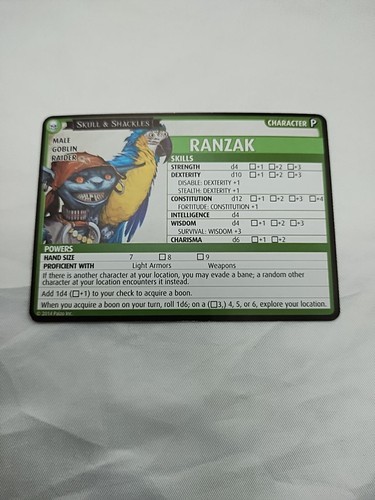 SKULL & SHACKLES
CHARACTER P
MALE
GOBLIN
RAIDER
RANZAK
SKILLS
STRENGTH d4 □+1 □+2 □+3
DEXTERITY d10 □+1 □+2 □+3
DISABLE: DEXTERITY +1
STEALTH: DEXTERITY +1
CONSTITUTION d12 □+1 □+2 □+3 □+4
FORTITUDE: CONSTITUTION +1
INTELLIGENCE d4
WISDOM d4 □+1 □+2 □+3
SURVIVAL: WISDOM +3
CHARISMA d6 □+1 □+2
POWERS
HAND SIZE 7 □8 □9
PROFICIENT WITH Light Armors Weapons
If there is another character at your location, you may evade a bane; a random other
character at your location encounters it instead.
Add 1d4 (□+1) to your check to acquire a boon.
When you acquire a boon on your turn, roll 1d6; on a (□3,) 4, 5, or 6, explore your location.
© 2014 Paizo Inc.